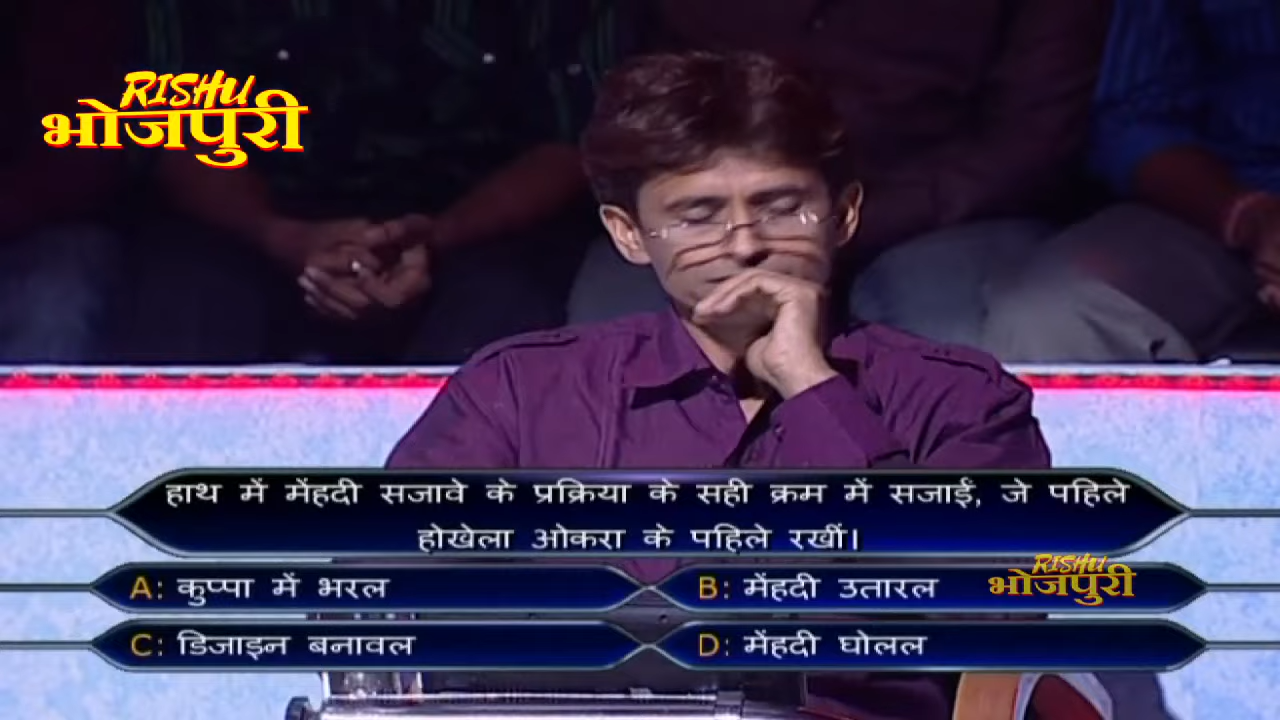 RISHU
भोजपुरी
हाथ में मेंहदी सजावे के प्रक्रिया के सही क्रम में सजाईं, जे पहिले
होखेला ओकरा के पहिले रखीं।
A: कुप्पा में भरल
B: मेंहदी उतारल
RISHU
भोजपुरी
C: डिजाइन बनावल
D: मेंहदी घोलल